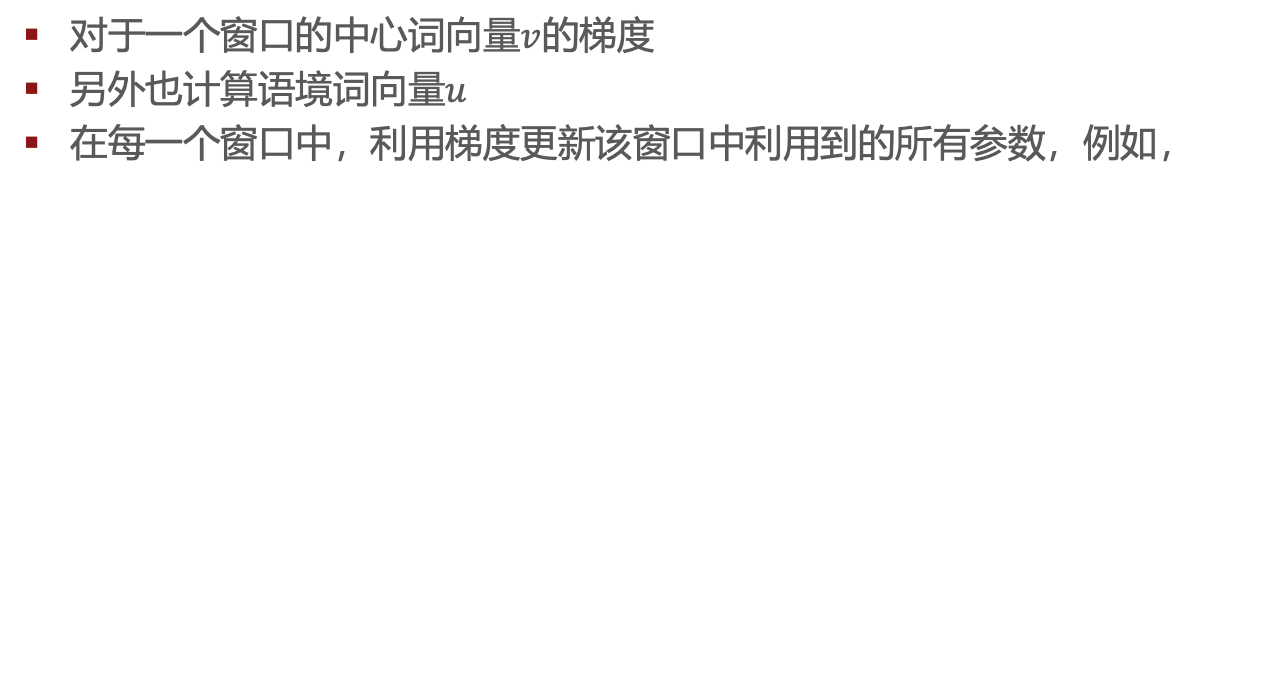 ▪ 对于一个窗口的中心词向量v的梯度
▪ 另外也计算语境词向量u
▪ 在每一个窗口中，利用梯度更新该窗口中利用到的所有参数，例如，